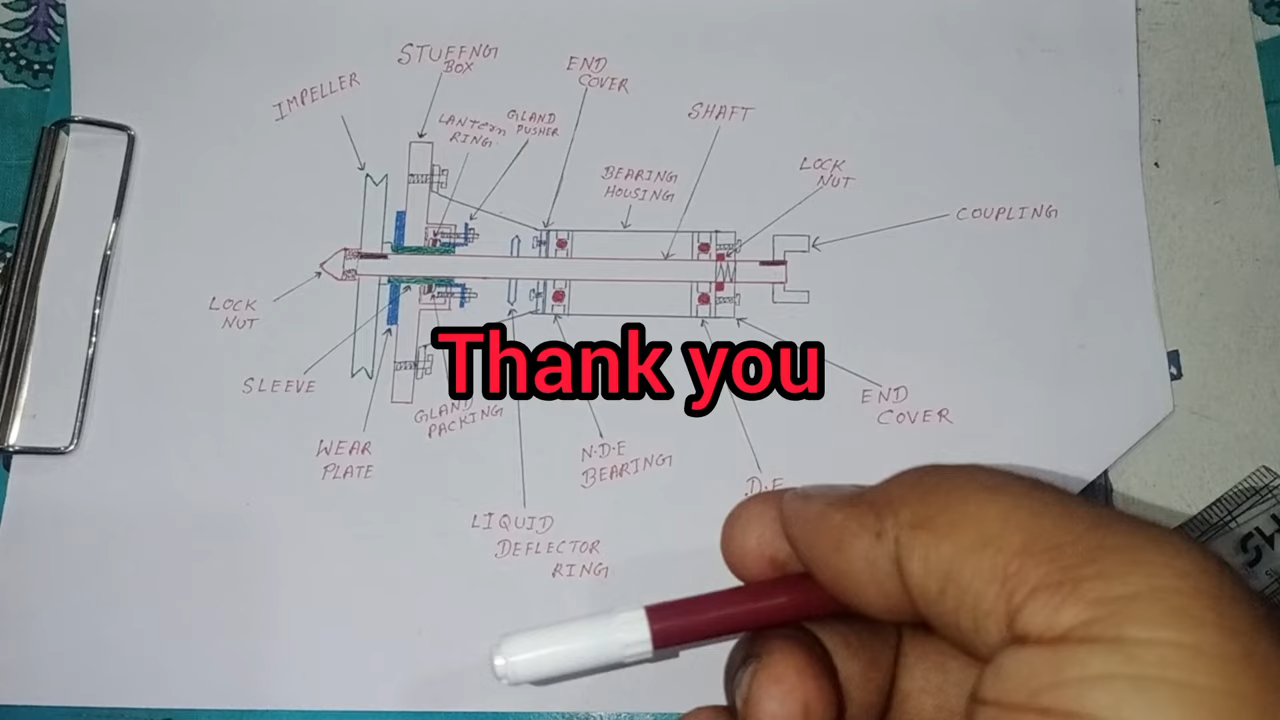 STUFFNG
BOX
END
COVER
IMPELLER
LANTern
RING
GLAND
PUSHER
SHAFT
BEARING
HOUSING
LOCK
NUT
COUPLING
LOCK
NUT
SLEEVE
Thank you
WEAR
PLATE
GLAND
PACKING
N.D.E
BEARING
END
COVER
D.E
LIQUID
DEFLECTOR
RING